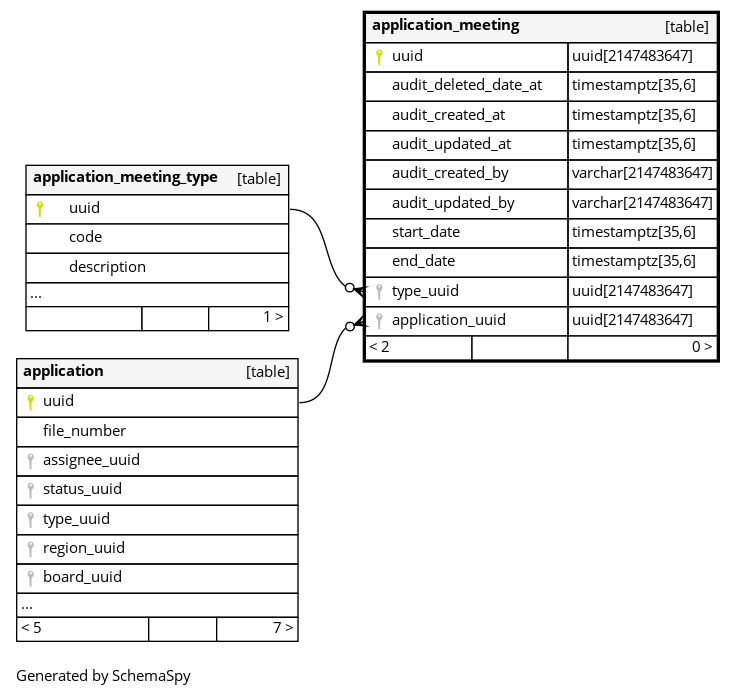 application_meeting [table]
uuid uuid[2147483647]
audit_deleted_date_at timestamptz[35,6]
audit_created_at timestamptz[35,6]
audit_updated_at timestamptz[35,6]
audit_created_by varchar[2147483647]
audit_updated_by varchar[2147483647]
start_date timestamptz[35,6]
end_date timestamptz[35,6]
type_uuid uuid[2147483647]
application_uuid uuid[2147483647]
< 2 0 >
application_meeting_type [table]
uuid
code
description
...
1 >
application [table]
uuid
file_number
assignee_uuid
status_uuid
type_uuid
region_uuid
board_uuid
...
< 5 7 >
Generated by SchemaSpy